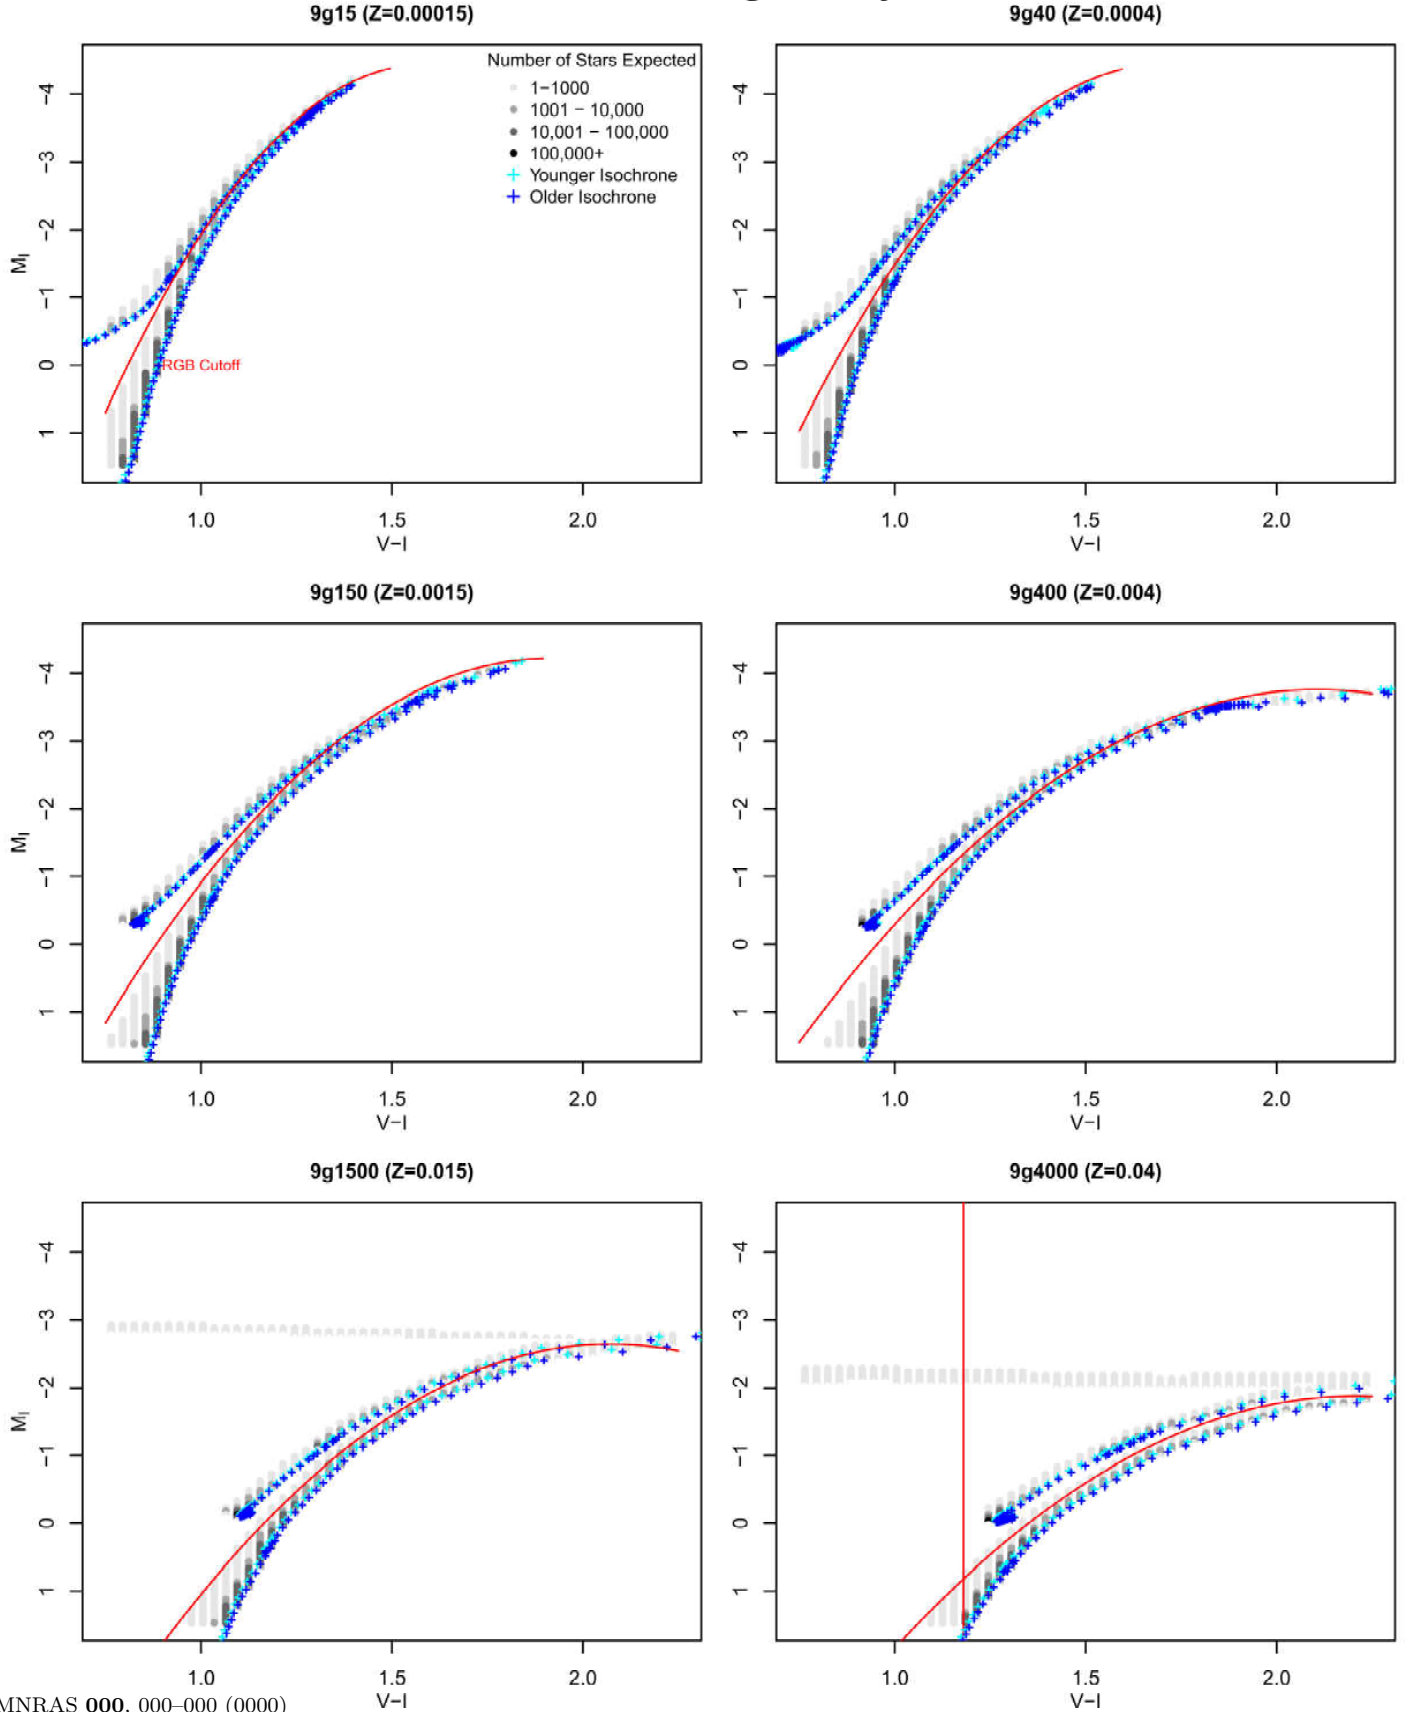 9g15 (Z=0.00015)
9g40 (Z=0.0004)
Number of Stars Expected
1−1000
1001 − 10,000
10,001 − 100,000
100,000+
Younger Isochrone
Older Isochrone
−4
−3
−2
−1
0
1
M_I
RGB Cutoff
1.0 1.5 2.0
V−I
−4
−3
−2
−1
0
1
1.0 1.5 2.0
V−I
9g150 (Z=0.0015)
9g400 (Z=0.004)
−4
−3
−2
−1
0
1
M_I
1.0 1.5 2.0
V−I
−4
−3
−2
−1
0
1
1.0 1.5 2.0
V−I
9g1500 (Z=0.015)
9g4000 (Z=0.04)
−4
−3
−2
−1
0
1
M_I
1.0 1.5 2.0
V−I
−4
−3
−2
−1
0
1
1.0 1.5 2.0
V−I
MNRAS 000, 000–000 (0000)